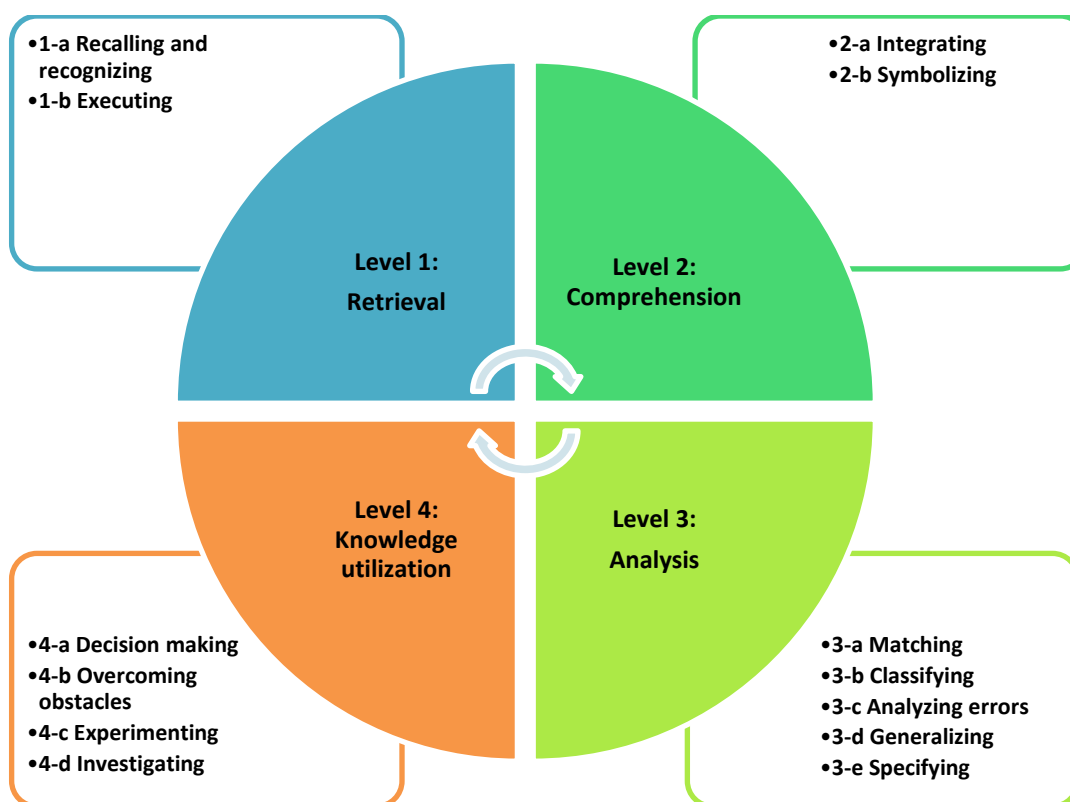 •1-a Recalling and
recognizing
•1-b Executing
•2-a Integrating
•2-b Symbolizing
Level 1:
Retrieval
Level 2:
Comprehension
Level 4:
Knowledge
utilization
Level 3:
Analysis
•4-a Decision making
•4-b Overcoming
obstacles
•4-c Experimenting
•4-d Investigating
•3-a Matching
•3-b Classifying
•3-c Analyzing errors
•3-d Generalizing
•3-e Specifying